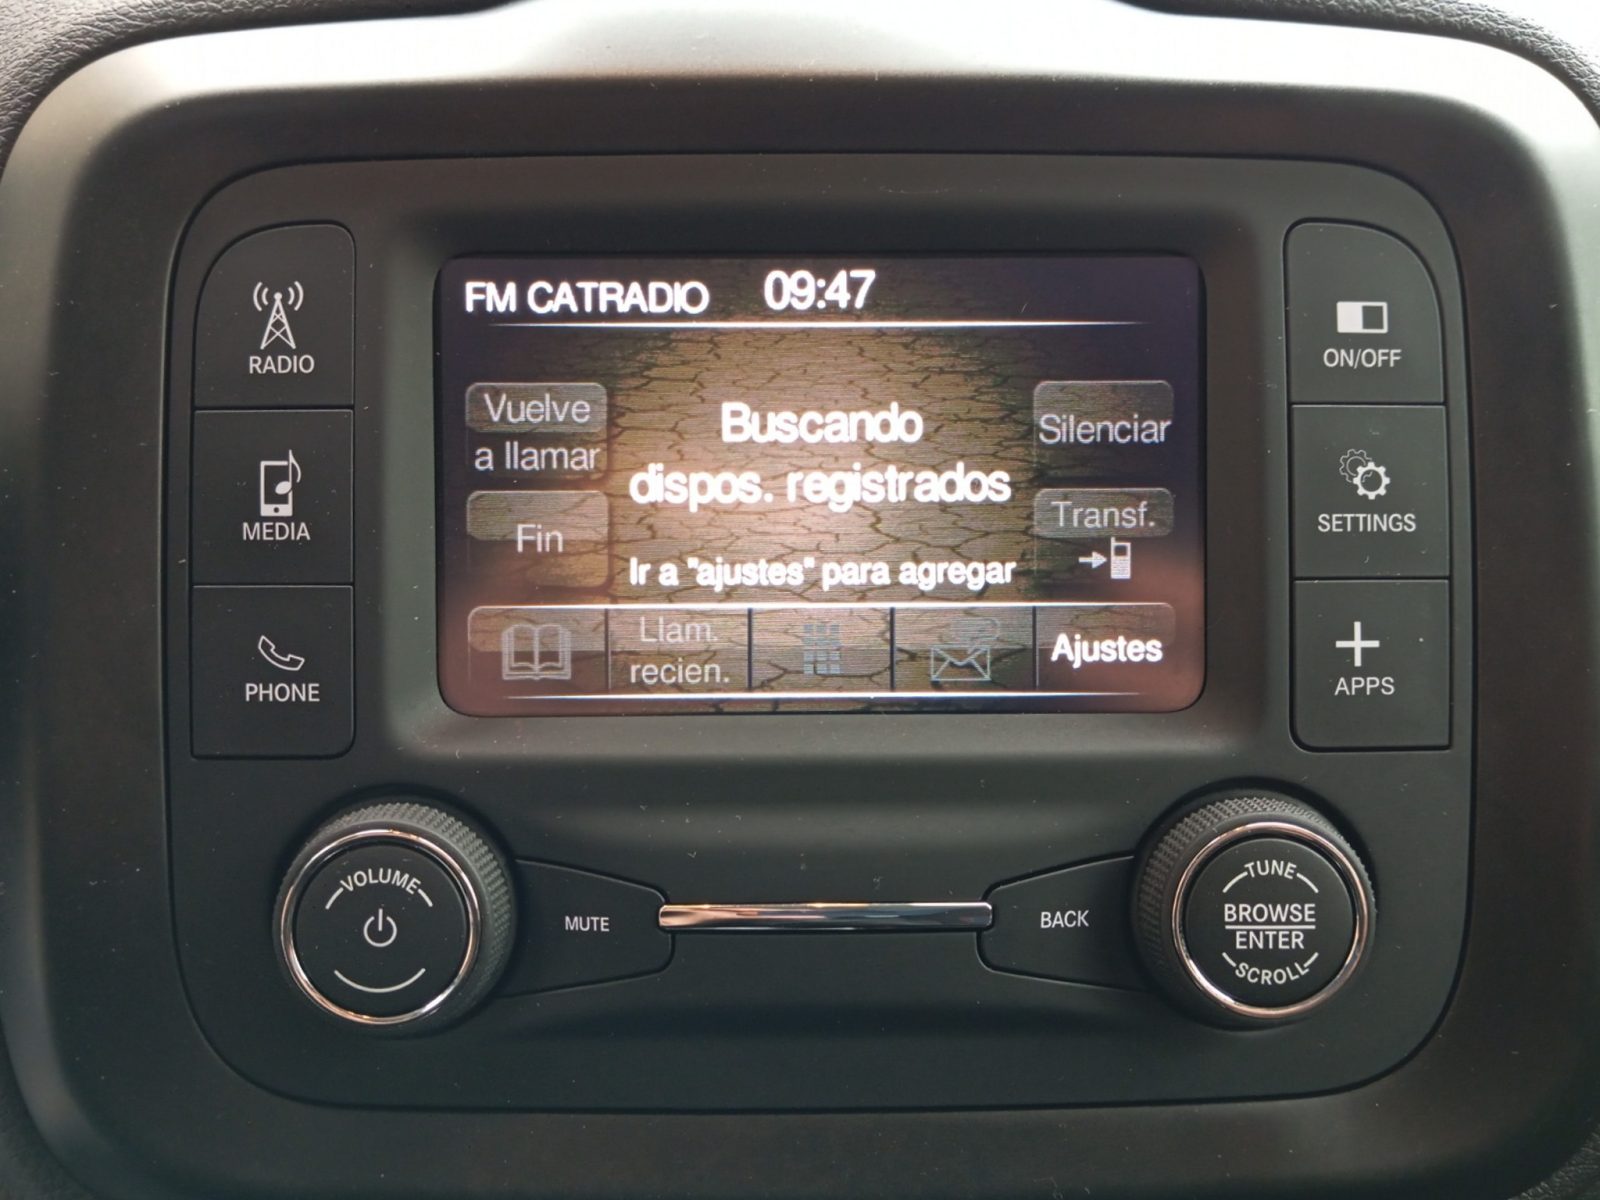 FM CATRADIO 09:47
RADIO
MEDIA
PHONE
Vuelve
a llamar
Fin
Buscando
dispos. registrados
Ir a "ajustes" para agregar
Silenciar
Transf.
Llam.
recien.
Ajustes
ON/OFF
SETTINGS
APPS
VOLUME
MUTE
BACK
TUNE
BROWSE
ENTER
SCROLL